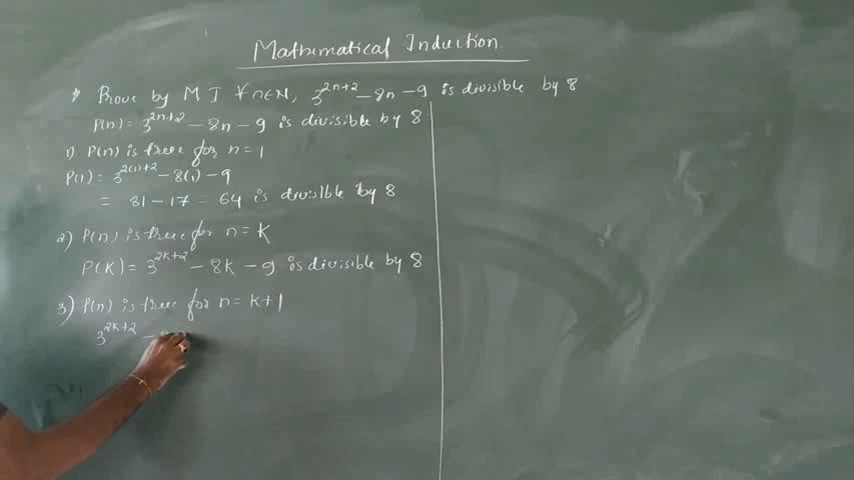 Mathematical Induction
Prove by M I ∀n∈N, 3^{2n+2} - 8n - 9 is divisible by 8
P(n) = 3^{2n+2} - 8n - 9 is divisible by 8
1) P(n) is true for n = 1
P(1) = 3^{2(1)+2} - 8(1) - 9
= 81 - 17 = 64 is divisible by 8
2) P(n) is true for n = K
P(K) = 3^{2K+2} - 8K - 9 is divisible by 8
3) P(n) is true for n = K+1
3^{2K+2} -